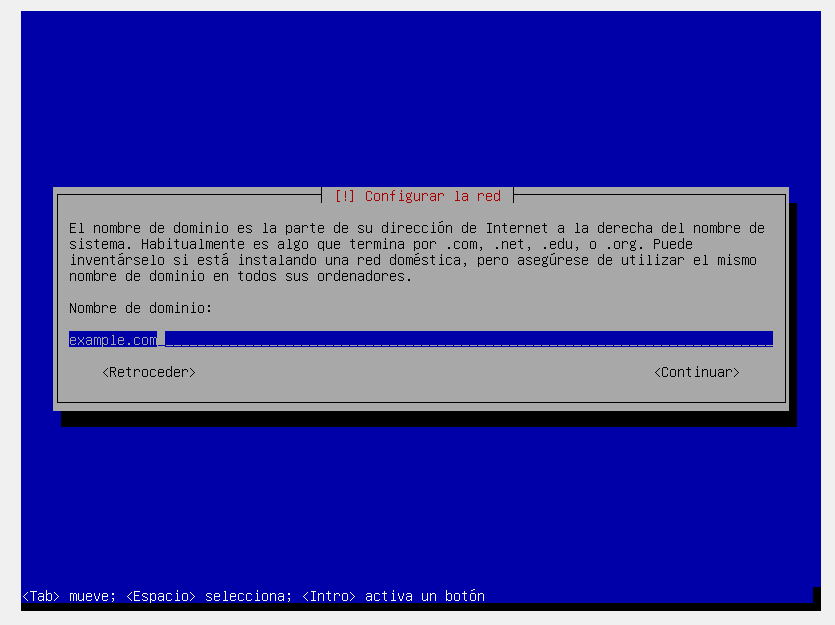 [!] Configurar la red
El nombre de dominio es la parte de su dirección de Internet a la derecha del nombre de
sistema. Habitualmente es algo que termina por .com, .net, .edu, o .org. Puede
inventárselo si está instalando una red doméstica, pero asegúrese de utilizar el mismo
nombre de dominio en todos sus ordenadores.
Nombre de dominio:
example.com
<Retroceder> <Continuar>
<Tab> mueve; <Espacio> selecciona; <Intro> activa un botón